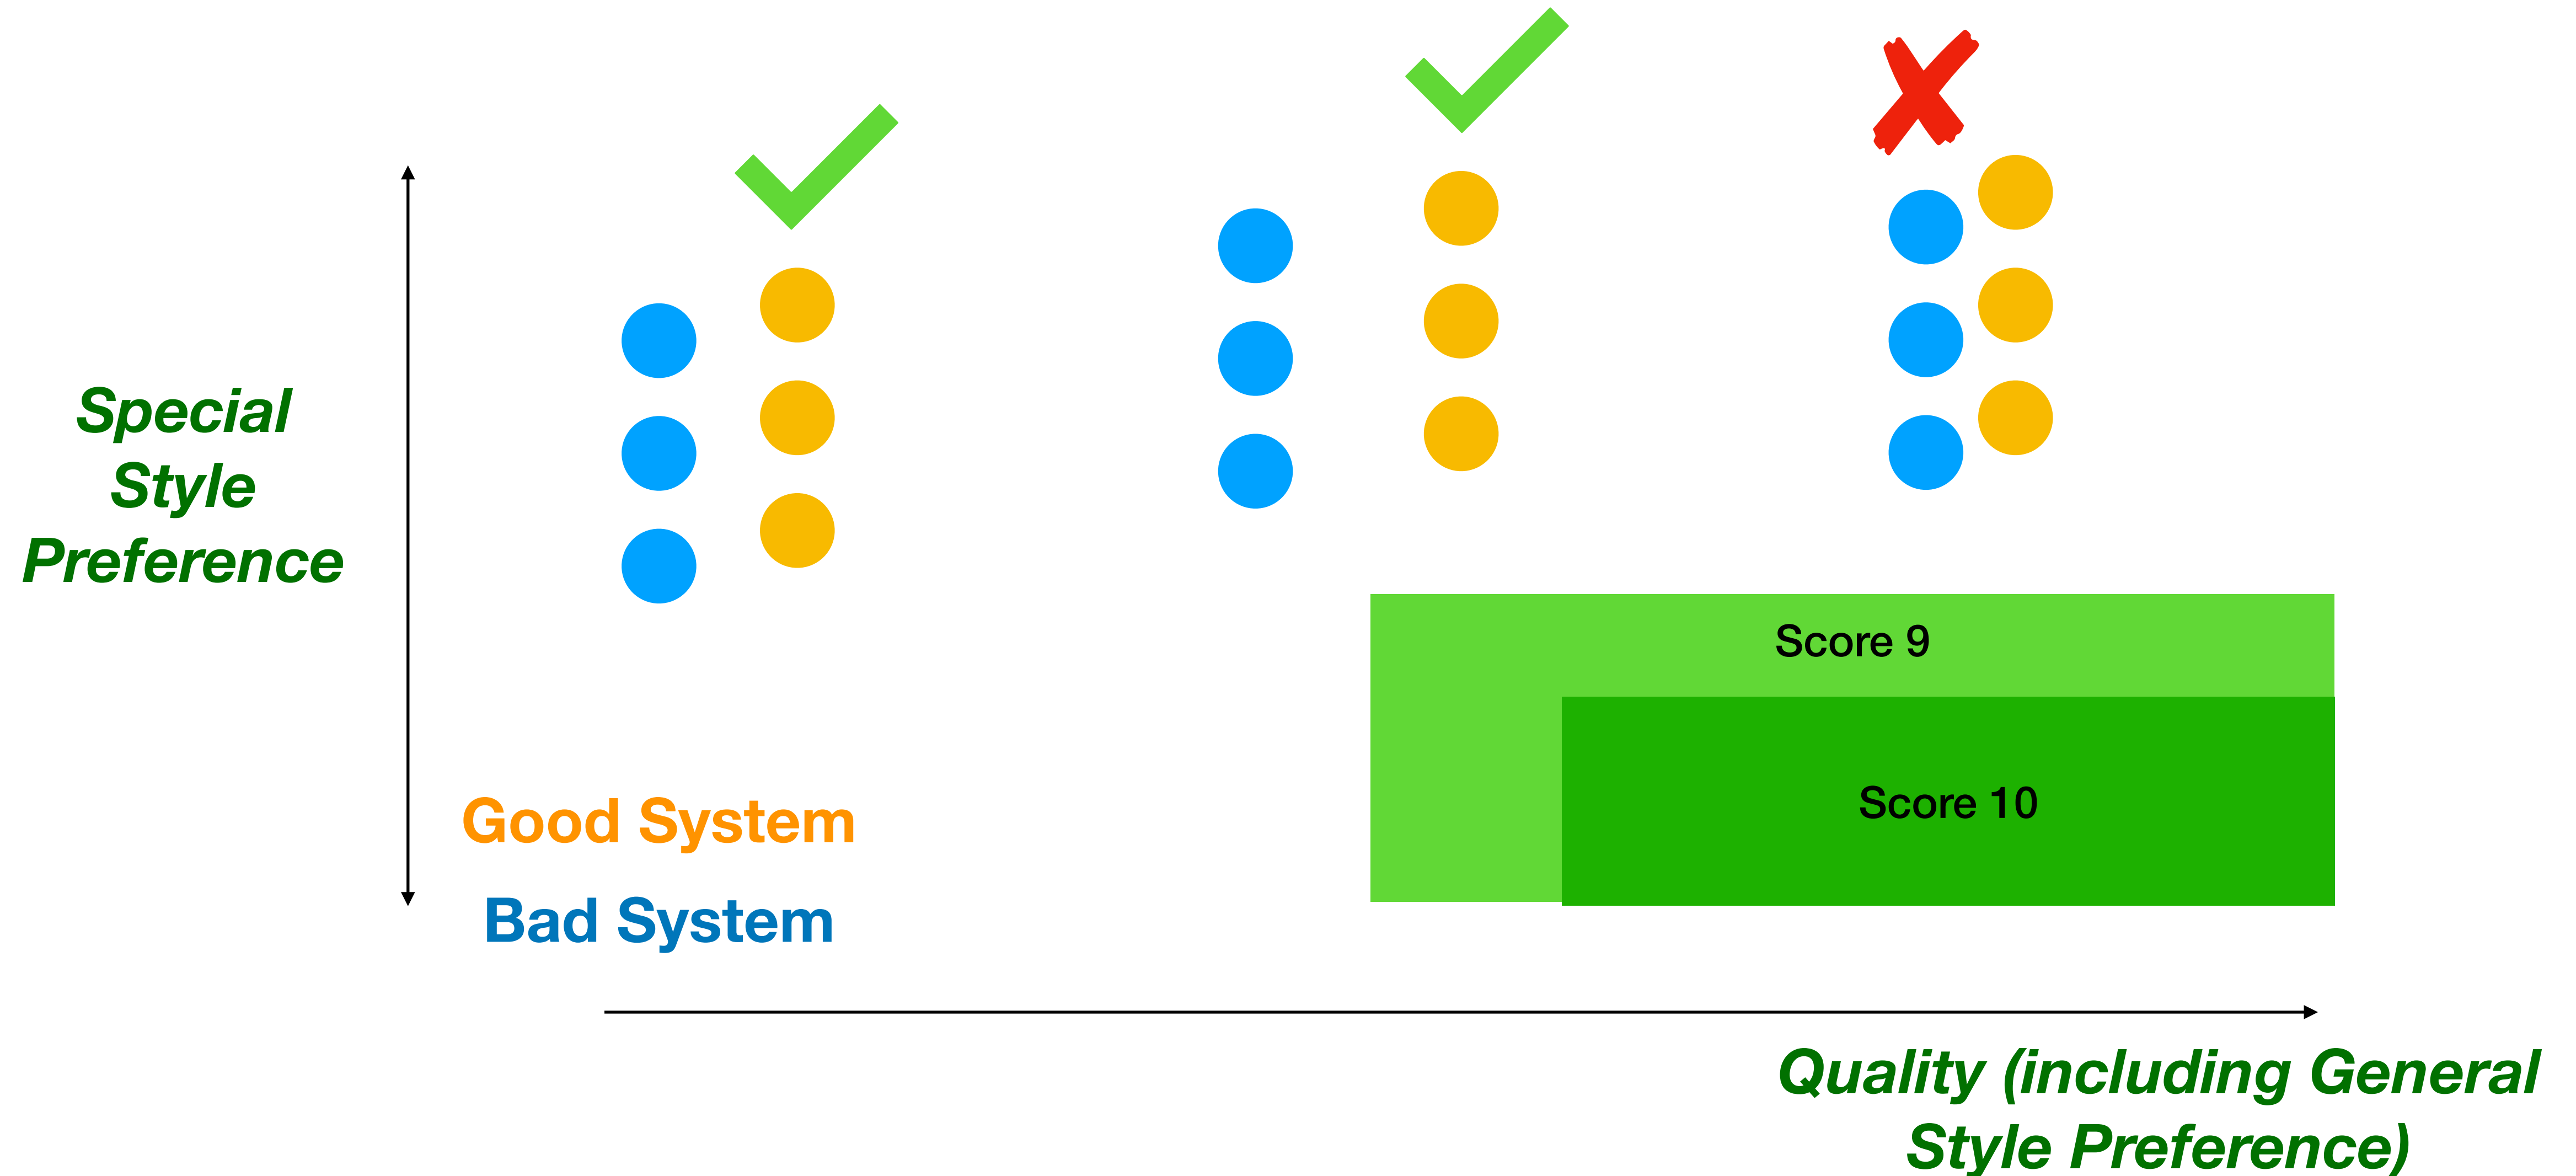 Special
Style
Preference
Score 9
Score 10
Good System
Bad System
Quality (including General
Style Preference)